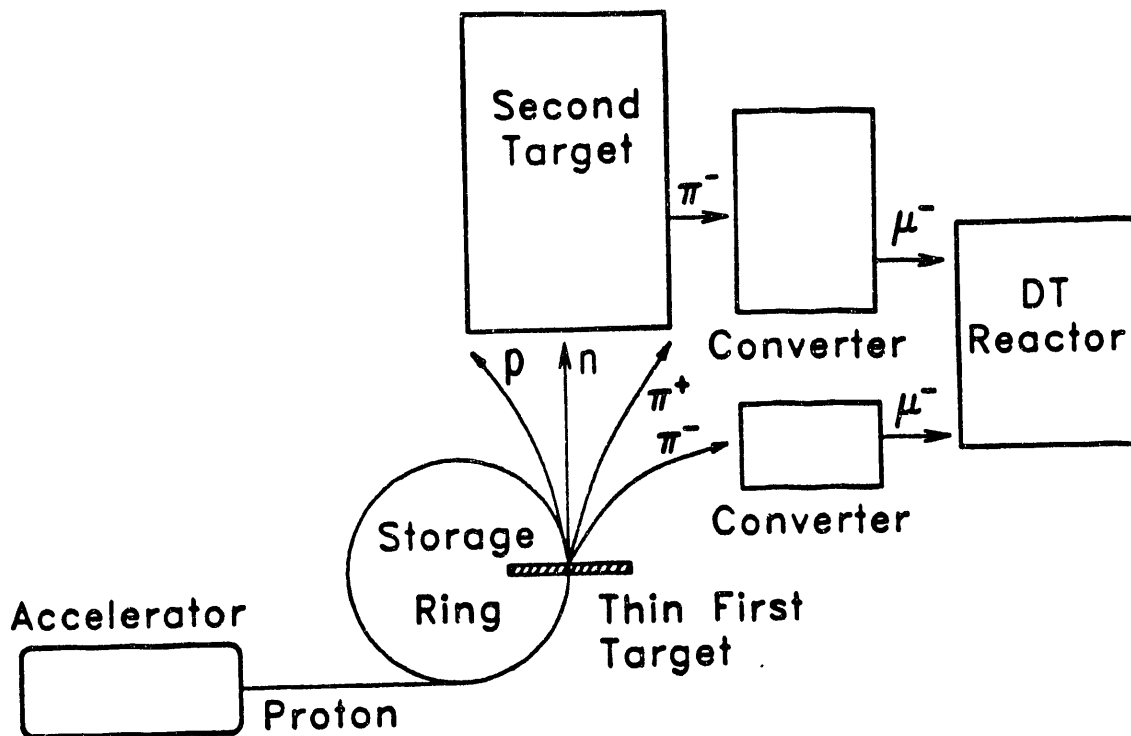 Second
Target
π⁻
μ⁻
DT
Reactor
Converter
p
n
π⁺
π⁻
μ⁻
Converter
Storage
Ring
Thin First
Target
Accelerator
Proton